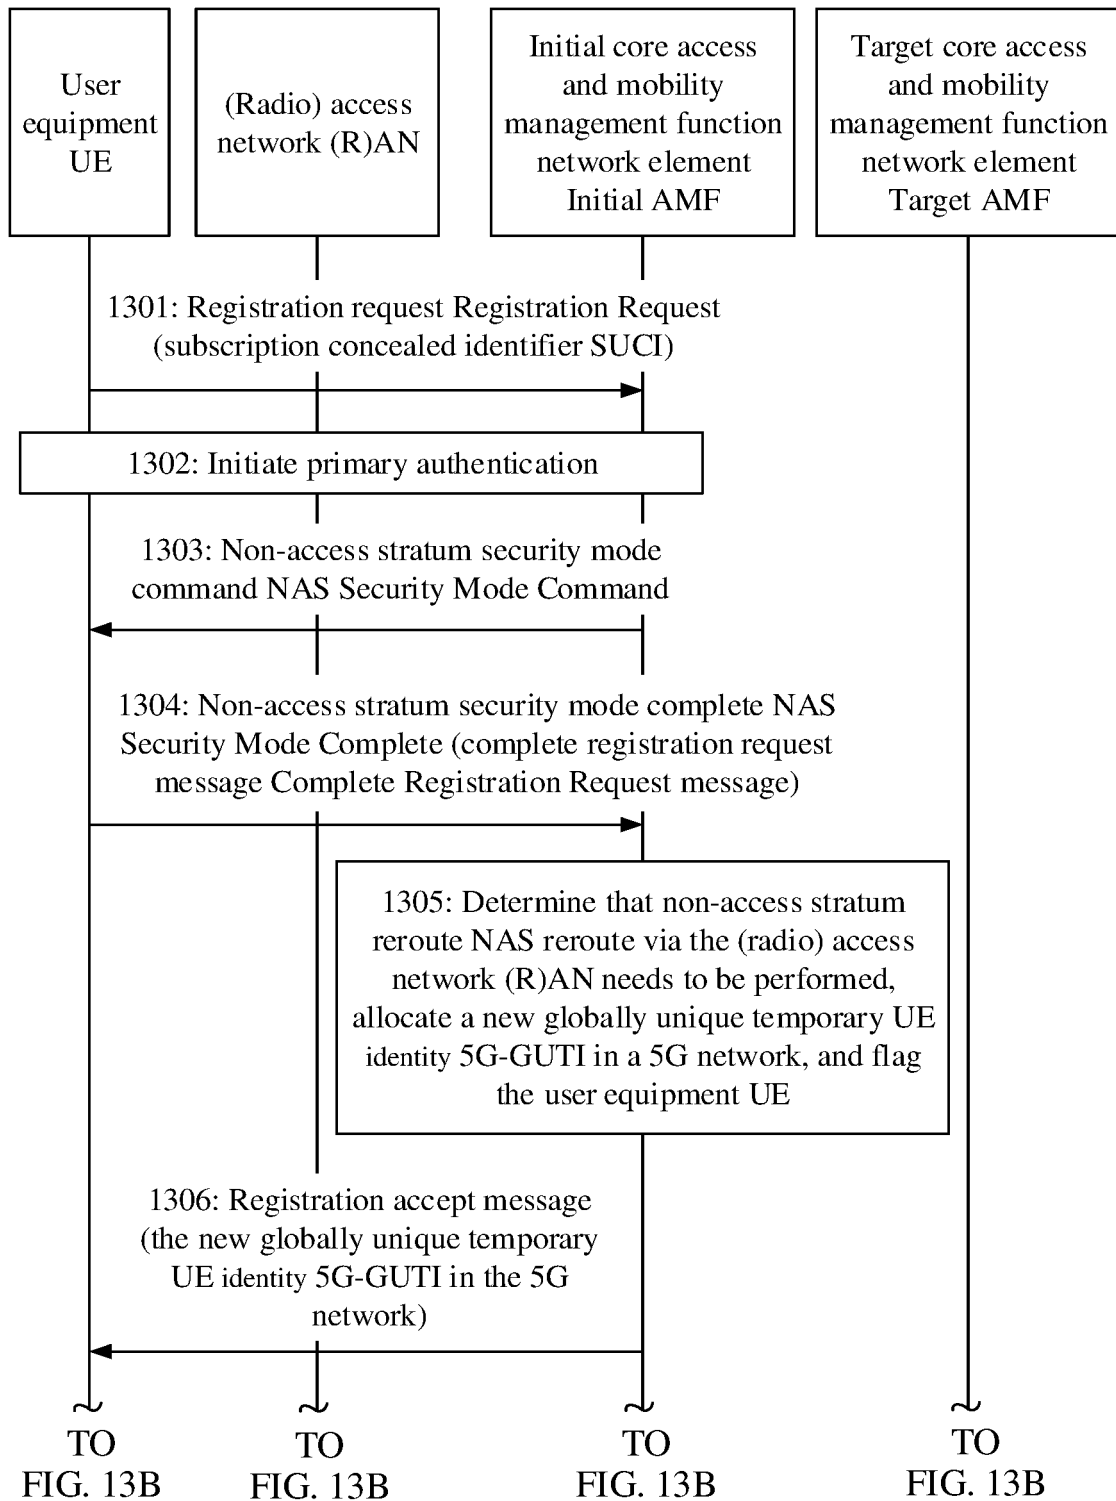 User
equipment
UE
(Radio) access
network (R)AN
Initial core access
and mobility
management function
network element
Initial AMF
Target core access
and mobility
management function
network element
Target AMF
1301: Registration request Registration Request
(subscription concealed identifier SUCI)
1302: Initiate primary authentication
1303: Non-access stratum security mode
command NAS Security Mode Command
1304: Non-access stratum security mode complete NAS
Security Mode Complete (complete registration request
message Complete Registration Request message)
1305: Determine that non-access stratum
reroute NAS reroute via the (radio) access
network (R)AN needs to be performed,
allocate a new globally unique temporary UE
identity 5G-GUTI in a 5G network, and flag
the user equipment UE
1306: Registration accept message
(the new globally unique temporary
UE identity 5G-GUTI in the 5G
network)
TO
FIG. 13B
TO
FIG. 13B
TO
FIG. 13B
TO
FIG. 13B